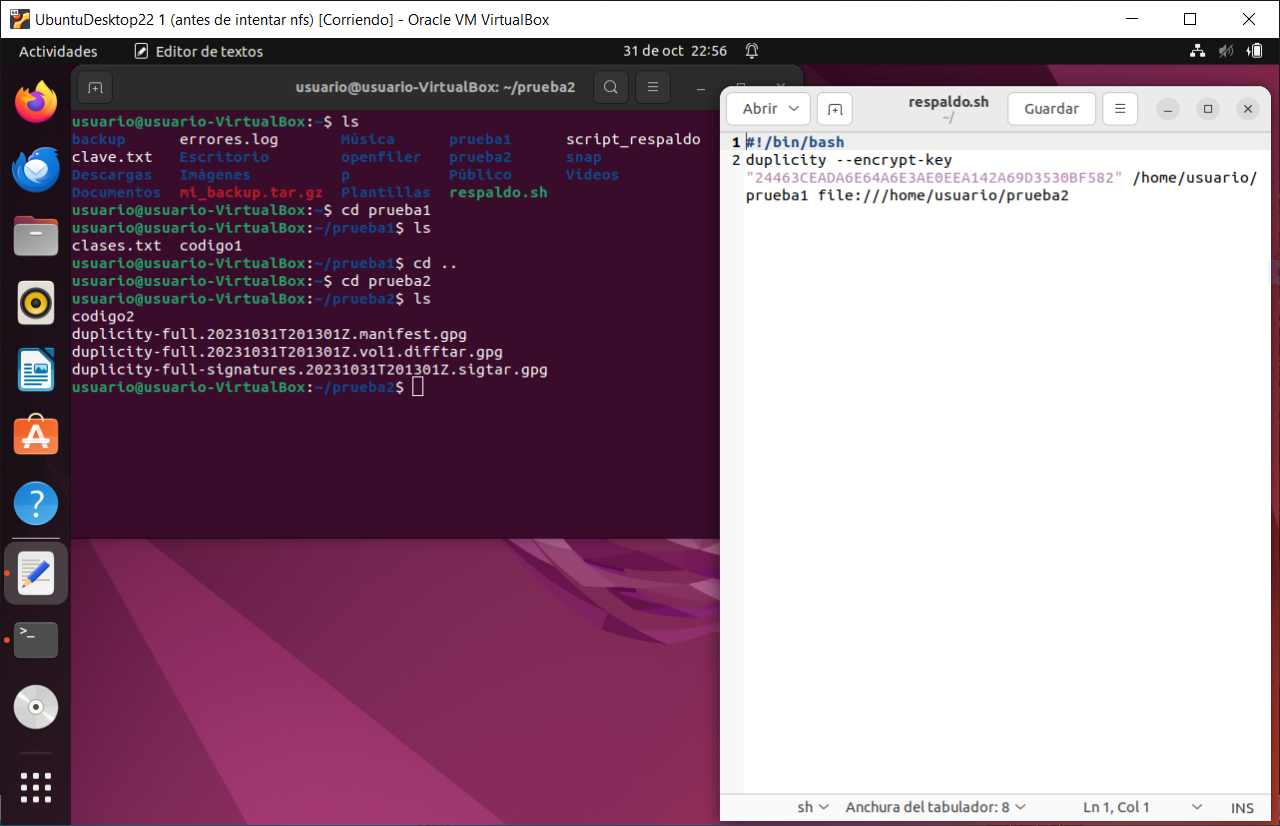 UbuntuDesktop22 1 (antes de intentar nfs) [Corriendo] - Oracle VM VirtualBox
Actividades Editor de textos 31 de oct 22:56
usuario@usuario-VirtualBox: ~/prueba2
usuario@usuario-VirtualBox:~$ ls
backup errores.log Música prueba1 script_respaldo
clave.txt Escritorio openfiler prueba2 snap
Descargas Imágenes p Público Vídeos
Documentos mi_backup.tar.gz Plantillas respaldo.sh
usuario@usuario-VirtualBox:~$ cd prueba1
usuario@usuario-VirtualBox:~/prueba1$ ls
clases.txt codigo1
usuario@usuario-VirtualBox:~/prueba1$ cd ..
usuario@usuario-VirtualBox:~$ cd prueba2
usuario@usuario-VirtualBox:~/prueba2$ ls
codigo2
duplicity-full.20231031T201301Z.manifest.gpg
duplicity-full.20231031T201301Z.vol1.difftar.gpg
duplicity-full-signatures.20231031T201301Z.sigtar.gpg
usuario@usuario-VirtualBox:~/prueba2$
Abrir respaldo.sh Guardar
~/
1 #!/bin/bash
2 duplicity --encrypt-key
"24463CEADA6E64A6E3AE0EEA142A69D3530BF582" /home/usuario/
prueba1 file:///home/usuario/prueba2
sh Anchura del tabulador: 8 Ln 1, Col 1 INS